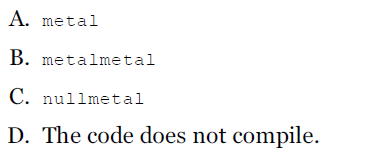 A. metal
B. metalmetal
C. nullmetal
D. The code does not compile.